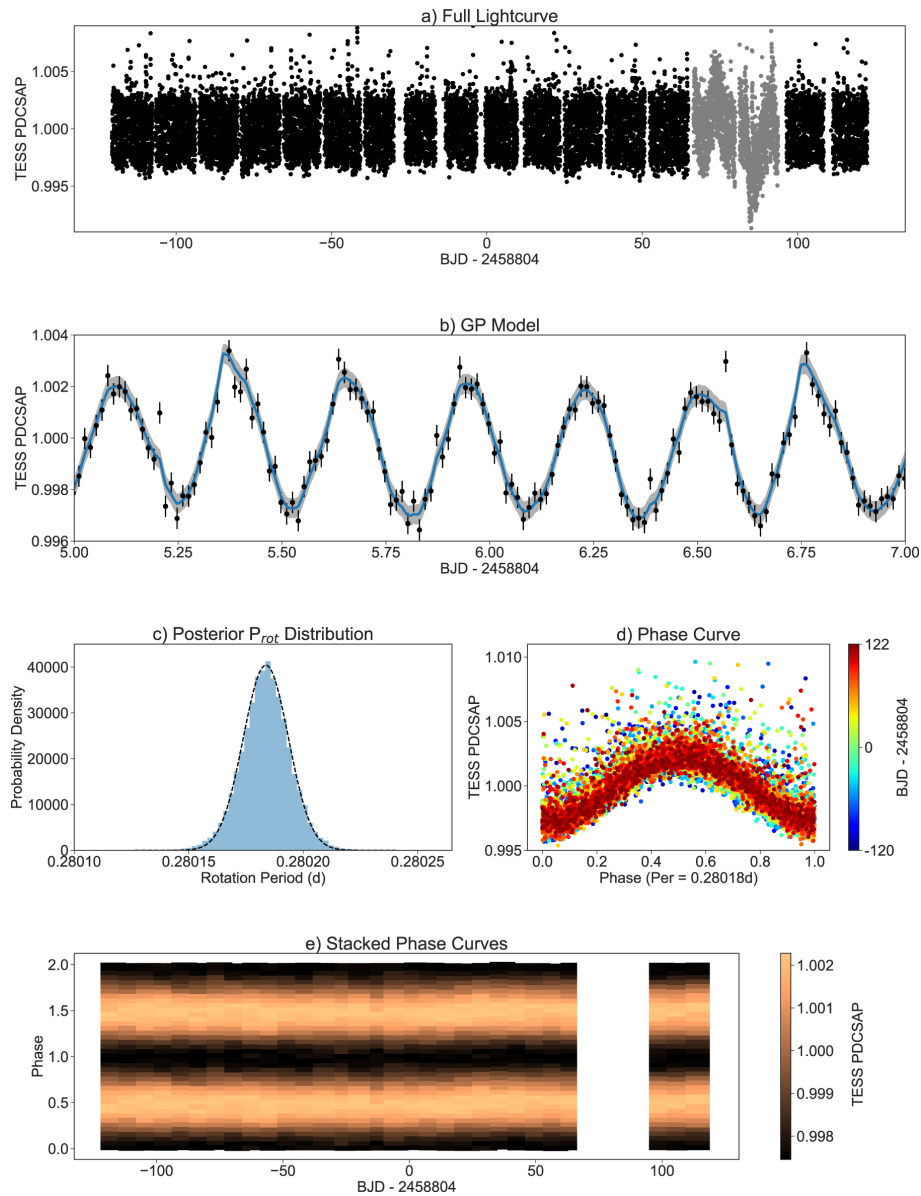 a) Full Lightcurve
TESS PDCSAP
1.005
1.000
0.995
−100 −50 0 50 100
BJD - 2458804
b) GP Model
TESS PDCSAP
1.004
1.002
1.000
0.998
0.996
5.00 5.25 5.50 5.75 6.00 6.25 6.50 6.75 7.00
BJD - 2458804
c) Posterior Prot Distribution
Probability Density
40000
30000
20000
10000
0
0.28010 0.28015 0.28020 0.28025
Rotation Period (d)
d) Phase Curve
TESS PDCSAP
1.010
1.005
1.000
0.995
0.0 0.2 0.4 0.6 0.8 1.0
Phase (Per = 0.28018d)
122
0
-120
BJD - 2458804
e) Stacked Phase Curves
Phase
2.0
1.5
1.0
0.5
0.0
−100 −50 0 50 100
BJD - 2458804
1.002
1.001
1.000
0.999
0.998
TESS PDCSAP